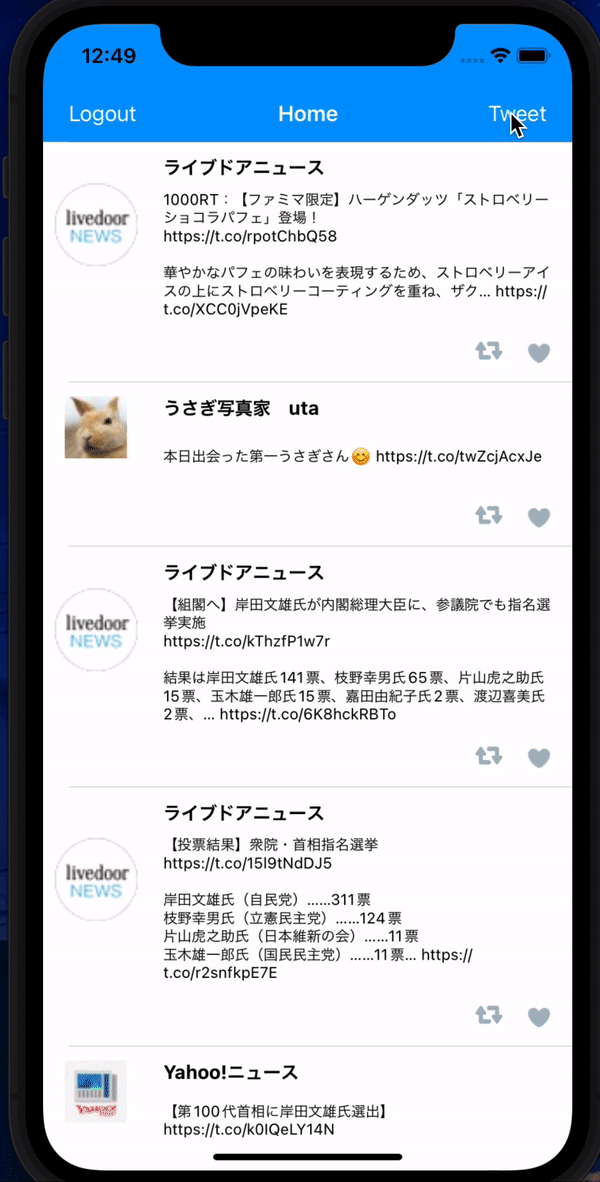 12:49
Logout
Home
Tweet
ライブドアニュース
livedoor
NEWS
1000RT：【ファミマ限定】ハーゲンダッツ「ストロベリー
ショコラパフェ」登場！
https://t.co/rpotChbQ58
華やかなパフェの味わいを表現するため、ストロベリーアイ
スの上にストロベリーコーティングを重ね、ザク... https://
t.co/XCC0jVpeKE
うさぎ写真家　uta
本日出会った第一うさぎさん😊 https://t.co/twZcjAcxJe
ライブドアニュース
livedoor
NEWS
【組閣へ】岸田文雄氏が内閣総理大臣に、参議院でも指名選
挙実施
https://t.co/kThzfP1w7r
結果は岸田文雄氏141票、枝野幸男氏65票、片山虎之助氏
15票、玉木雄一郎氏15票、嘉田由紀子氏2票、渡辺喜美氏
2票、... https://t.co/6K8hckRBTo
ライブドアニュース
livedoor
NEWS
【投票結果】衆院・首相指名選挙
https://t.co/15I9tNdDJ5
岸田文雄氏（自民党）……311票
枝野幸男氏（立憲民主党）……124票
片山虎之助氏（日本維新の会）……11票
玉木雄一郎氏（国民民主党）……11票... https://
t.co/r2snfkpE7E
Yahoo!ニュース
【第100代首相に岸田文雄氏選出】
https://t.co/k0IQeLY14N